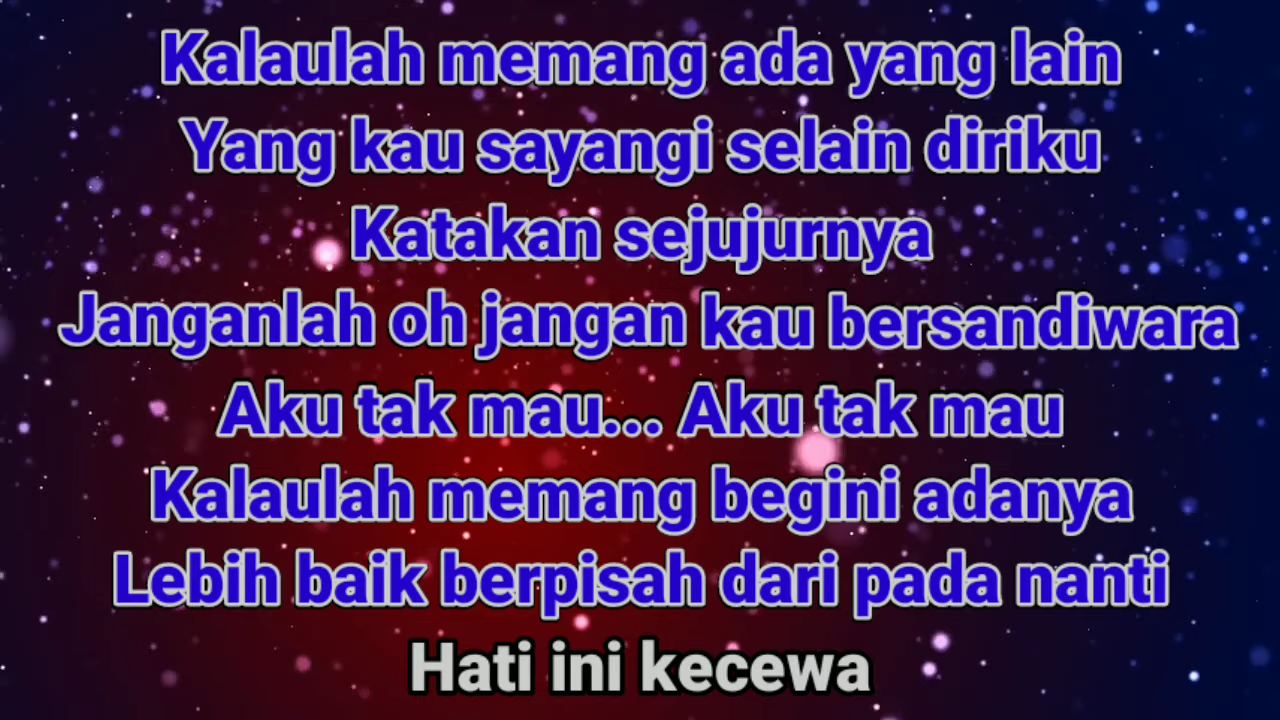 Kalaulah memang ada yang lain
Yang kau sayangi selain diriku
Katakan sejujurnya
Janganlah oh jangan kau bersandiwara
Aku tak mau... Aku tak mau
Kalaulah memang begini adanya
Lebih baik berpisah dari pada nanti
Hati ini kecewa